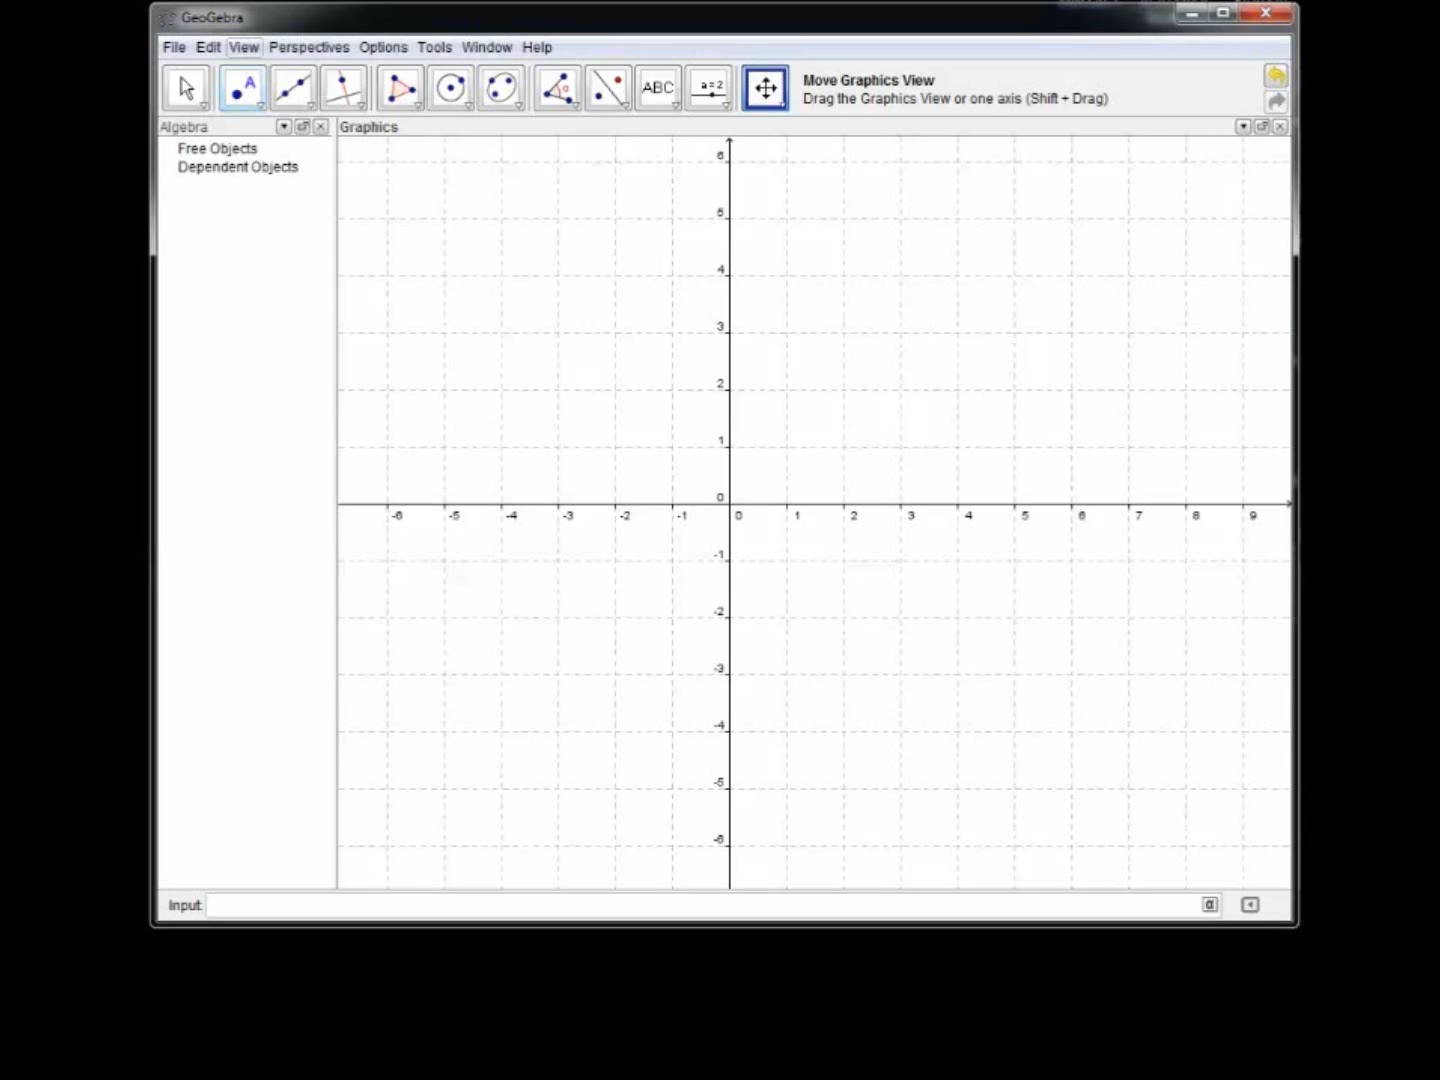 GeoGebra
File Edit View Perspectives Options Tools Window Help
A
α
ABC
a=2
Move Graphics View
Drag the Graphics View or one axis (Shift + Drag)
Algebra
Graphics
Free Objects
Dependent Objects
6
5
4
3
2
1
0
-6 -5 -4 -3 -2 -1 0 1 2 3 4 5 6 7 8 9
-1
-2
-3
-4
-5
-6
Input:
α